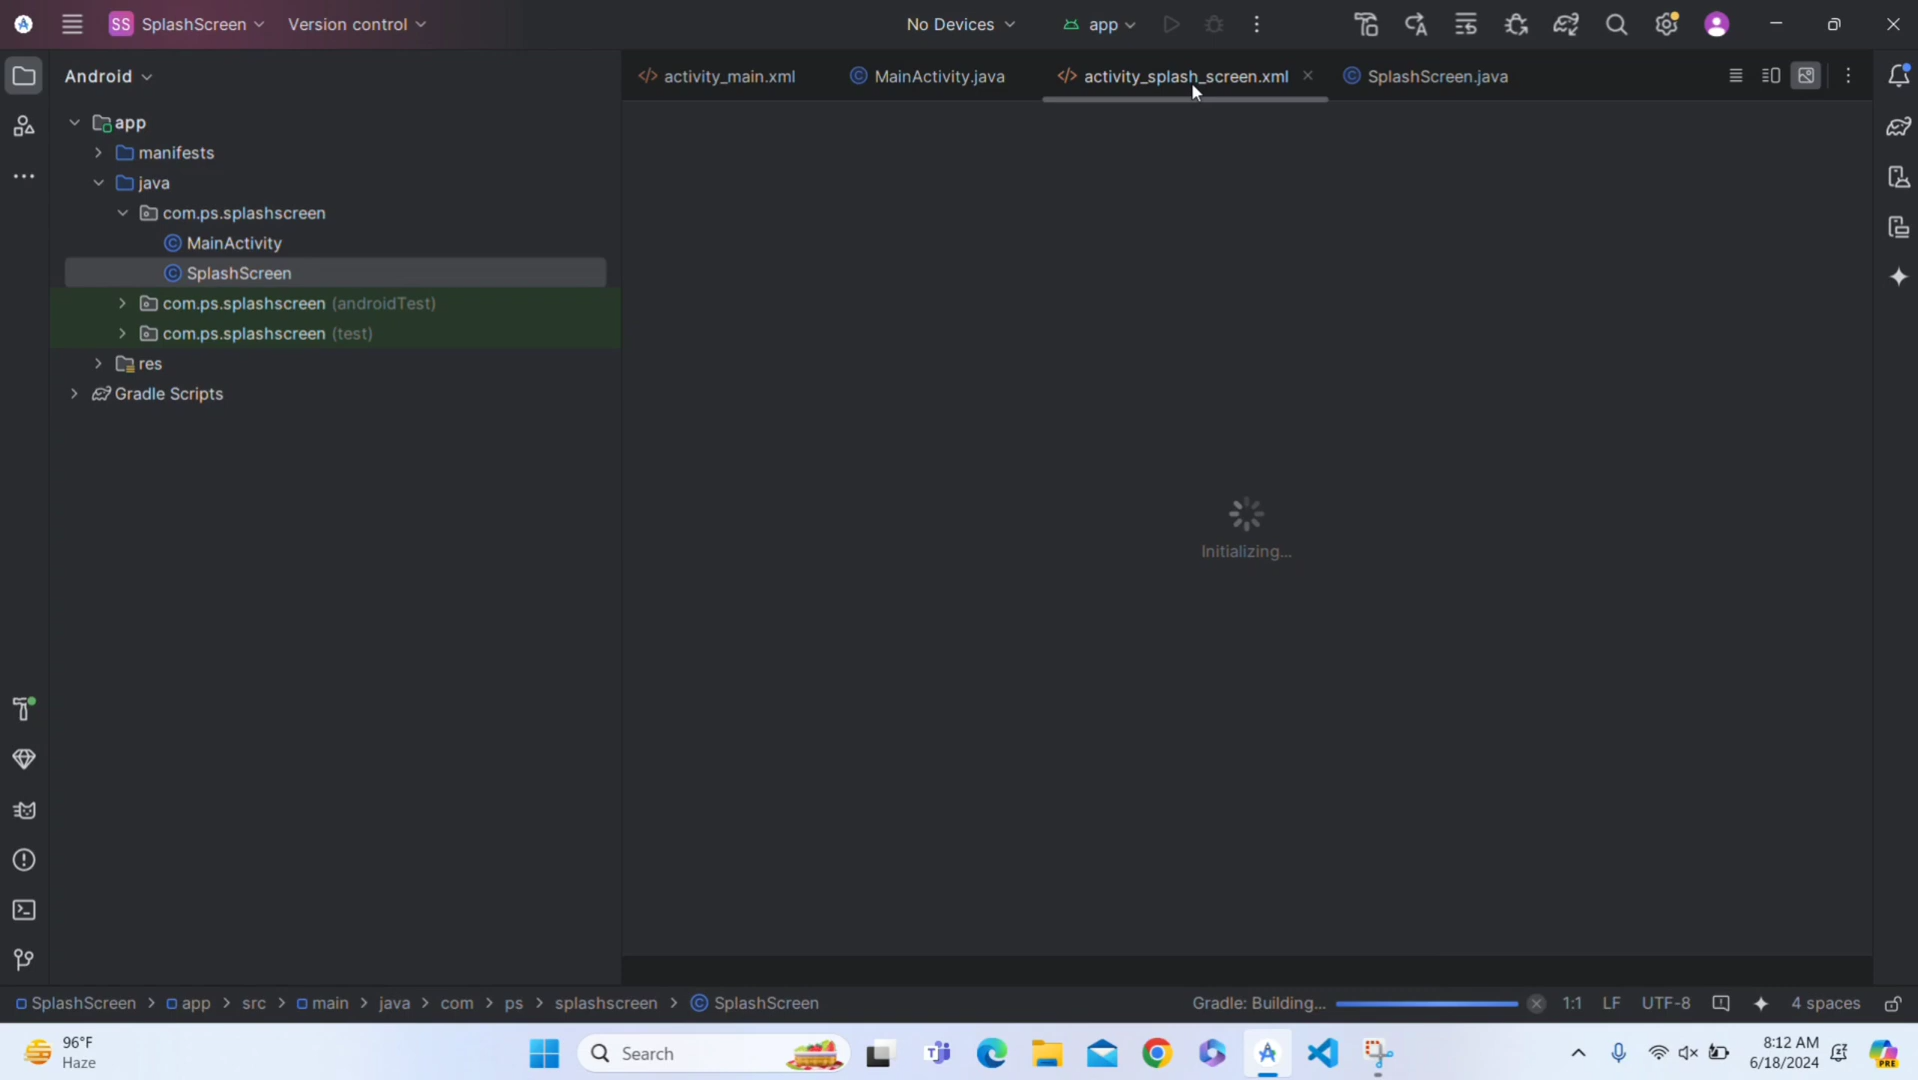 SS SplashScreen Version control No Devices app
Android activity_main.xml MainActivity.java activity_splash_screen.xml SplashScreen.java
app
manifests
java
com.ps.splashscreen
MainActivity
SplashScreen
com.ps.splashscreen (androidTest)
com.ps.splashscreen (test)
res
Gradle Scripts
Initializing...
SplashScreen > app > src > main > java > com > ps > splashscreen > SplashScreen Gradle: Building... 1:1 LF UTF-8 4 spaces
96°F
Haze
Search
8:12 AM
6/18/2024
PRE